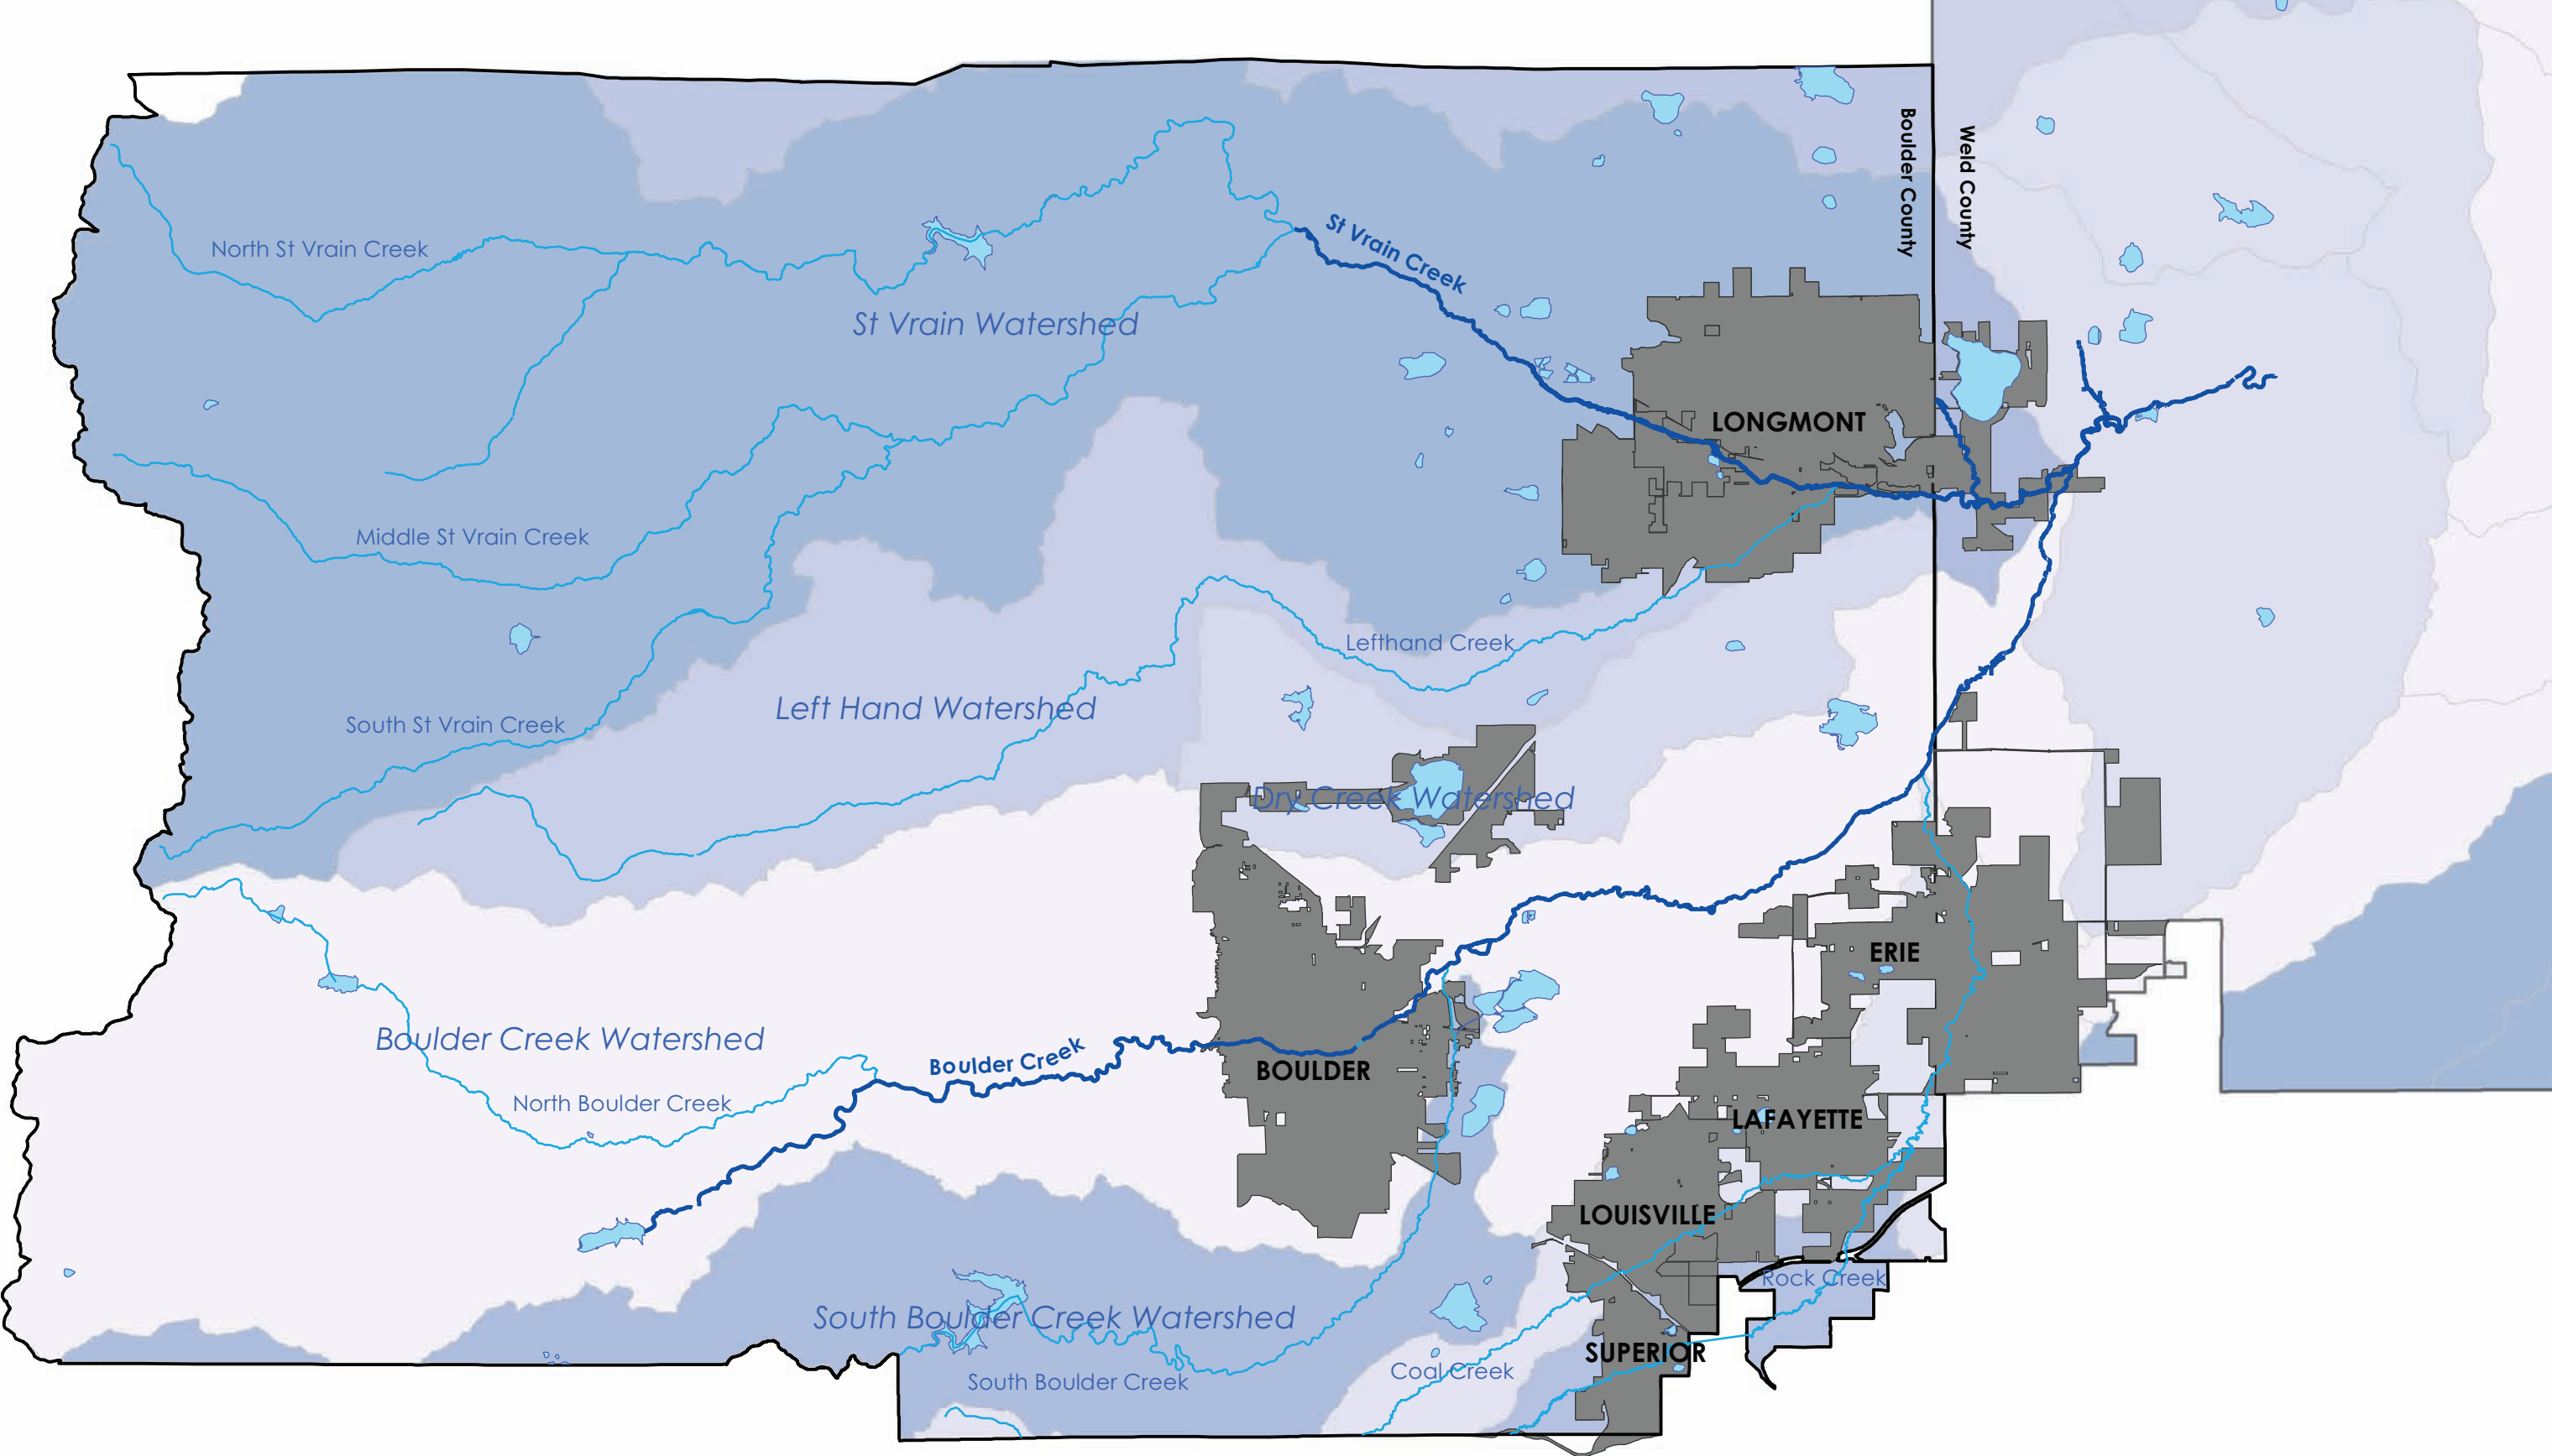 Boulder County
Weld County
North St Vrain Creek
St Vrain Creek
St Vrain Watershed
LONGMONT
Middle St Vrain Creek
Lefthand Creek
Left Hand Watershed
South St Vrain Creek
Dry Creek Watershed
ERIE
Boulder Creek Watershed
Boulder Creek
BOULDER
North Boulder Creek
LAFAYETTE
LOUISVILLE
Rock Creek
South Boulder Creek Watershed
SUPERIOR
Coal Creek
South Boulder Creek